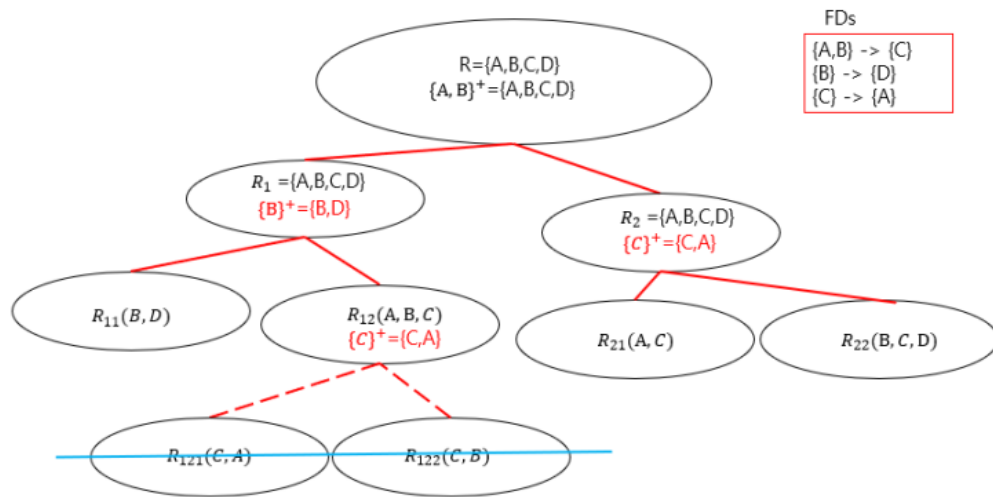 FDs
{A,B} -> {C}
{B} -> {D}
{C} -> {A}
R={A,B,C,D}
{A, B}⁺={A,B,C,D}
R₁ ={A,B,C,D}
{B}⁺={B,D}
R₂ ={A,B,C,D}
{C}⁺={C,A}
R₁₁(B, D)
R₁₂(A, B, C)
{C}⁺={C,A}
R₂₁(A, C)
R₂₂(B, C, D)
R₁₂₁(C, A)
R₁₂₂(C, B)